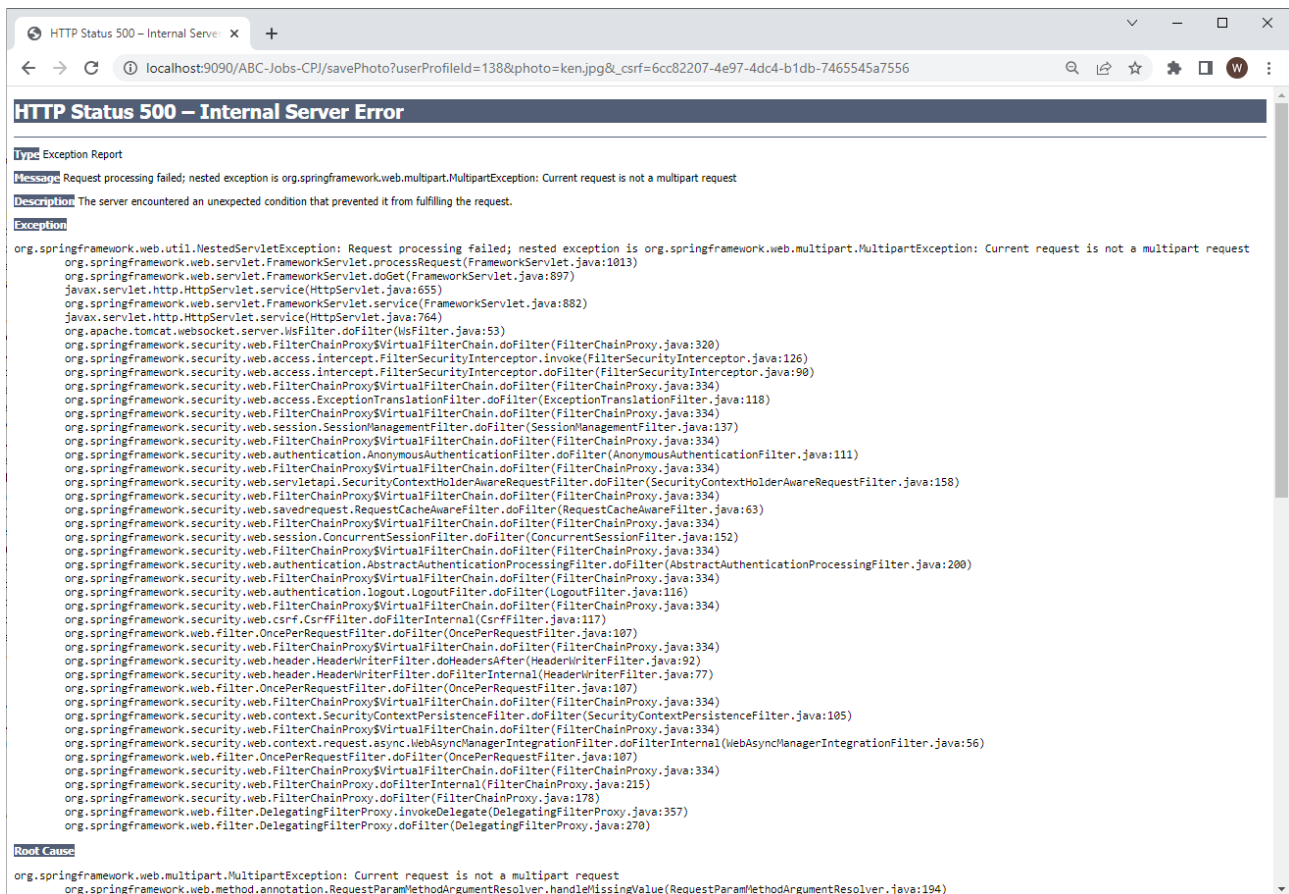 HTTP Status 500 – Internal Server
localhost:9090/ABC-Jobs-CPJ/savePhoto?userProfileId=138&photo=ken.jpg&_csrf=6cc82207-4e97-4dc4-b1db-7465545a7556
W
HTTP Status 500 – Internal Server Error
Type Exception Report
Message Request processing failed; nested exception is org.springframework.web.multipart.MultipartException: Current request is not a multipart request
Description The server encountered an unexpected condition that prevented it from fulfilling the request.
Exception
org.springframework.web.util.NestedServletException: Request processing failed; nested exception is org.springframework.web.multipart.MultipartException: Current request is not a multipart request
org.springframework.web.servlet.FrameworkServlet.processRequest(FrameworkServlet.java:1013)
org.springframework.web.servlet.FrameworkServlet.doGet(FrameworkServlet.java:897)
javax.servlet.http.HttpServlet.service(HttpServlet.java:655)
org.springframework.web.servlet.FrameworkServlet.service(FrameworkServlet.java:882)
javax.servlet.http.HttpServlet.service(HttpServlet.java:764)
org.apache.tomcat.websocket.server.WsFilter.doFilter(WsFilter.java:53)
org.springframework.security.web.FilterChainProxy$VirtualFilterChain.doFilter(FilterChainProxy.java:320)
org.springframework.security.web.access.intercept.FilterSecurityInterceptor.invoke(FilterSecurityInterceptor.java:126)
org.springframework.security.web.access.intercept.FilterSecurityInterceptor.doFilter(FilterSecurityInterceptor.java:90)
org.springframework.security.web.FilterChainProxy$VirtualFilterChain.doFilter(FilterChainProxy.java:334)
org.springframework.security.web.access.ExceptionTranslationFilter.doFilter(ExceptionTranslationFilter.java:118)
org.springframework.security.web.FilterChainProxy$VirtualFilterChain.doFilter(FilterChainProxy.java:334)
org.springframework.security.web.session.SessionManagementFilter.doFilter(SessionManagementFilter.java:137)
org.springframework.security.web.FilterChainProxy$VirtualFilterChain.doFilter(FilterChainProxy.java:334)
org.springframework.security.web.authentication.AnonymousAuthenticationFilter.doFilter(AnonymousAuthenticationFilter.java:111)
org.springframework.security.web.FilterChainProxy$VirtualFilterChain.doFilter(FilterChainProxy.java:334)
org.springframework.security.web.servletapi.SecurityContextHolderAwareRequestFilter.doFilter(SecurityContextHolderAwareRequestFilter.java:158)
org.springframework.security.web.FilterChainProxy$VirtualFilterChain.doFilter(FilterChainProxy.java:334)
org.springframework.security.web.savedrequest.RequestCacheAwareFilter.doFilter(RequestCacheAwareFilter.java:63)
org.springframework.security.web.FilterChainProxy$VirtualFilterChain.doFilter(FilterChainProxy.java:334)
org.springframework.security.web.session.ConcurrentSessionFilter.doFilter(ConcurrentSessionFilter.java:152)
org.springframework.security.web.FilterChainProxy$VirtualFilterChain.doFilter(FilterChainProxy.java:334)
org.springframework.security.web.authentication.AbstractAuthenticationProcessingFilter.doFilter(AbstractAuthenticationProcessingFilter.java:200)
org.springframework.security.web.FilterChainProxy$VirtualFilterChain.doFilter(FilterChainProxy.java:334)
org.springframework.security.web.authentication.logout.LogoutFilter.doFilter(LogoutFilter.java:116)
org.springframework.security.web.FilterChainProxy$VirtualFilterChain.doFilter(FilterChainProxy.java:334)
org.springframework.security.web.csrf.CsrfFilter.doFilterInternal(CsrfFilter.java:117)
org.springframework.web.filter.OncePerRequestFilter.doFilter(OncePerRequestFilter.java:107)
org.springframework.security.web.FilterChainProxy$VirtualFilterChain.doFilter(FilterChainProxy.java:334)
org.springframework.security.web.header.HeaderWriterFilter.doHeadersAfter(HeaderWriterFilter.java:92)
org.springframework.security.web.header.HeaderWriterFilter.doFilterInternal(HeaderWriterFilter.java:77)
org.springframework.web.filter.OncePerRequestFilter.doFilter(OncePerRequestFilter.java:107)
org.springframework.security.web.FilterChainProxy$VirtualFilterChain.doFilter(FilterChainProxy.java:334)
org.springframework.security.web.context.SecurityContextPersistenceFilter.doFilter(SecurityContextPersistenceFilter.java:105)
org.springframework.security.web.FilterChainProxy$VirtualFilterChain.doFilter(FilterChainProxy.java:334)
org.springframework.security.web.context.request.async.WebAsyncManagerIntegrationFilter.doFilterInternal(WebAsyncManagerIntegrationFilter.java:56)
org.springframework.web.filter.OncePerRequestFilter.doFilter(OncePerRequestFilter.java:107)
org.springframework.security.web.FilterChainProxy$VirtualFilterChain.doFilter(FilterChainProxy.java:334)
org.springframework.security.web.FilterChainProxy.doFilterInternal(FilterChainProxy.java:215)
org.springframework.security.web.FilterChainProxy.doFilter(FilterChainProxy.java:178)
org.springframework.web.filter.DelegatingFilterProxy.invokeDelegate(DelegatingFilterProxy.java:357)
org.springframework.web.filter.DelegatingFilterProxy.doFilter(DelegatingFilterProxy.java:270)
Root Cause
org.springframework.web.multipart.MultipartException: Current request is not a multipart request
org.springframework.web.method.annotation.RequestParamMethodArgumentResolver.handleMissingValue(RequestParamMethodArgumentResolver.java:194)